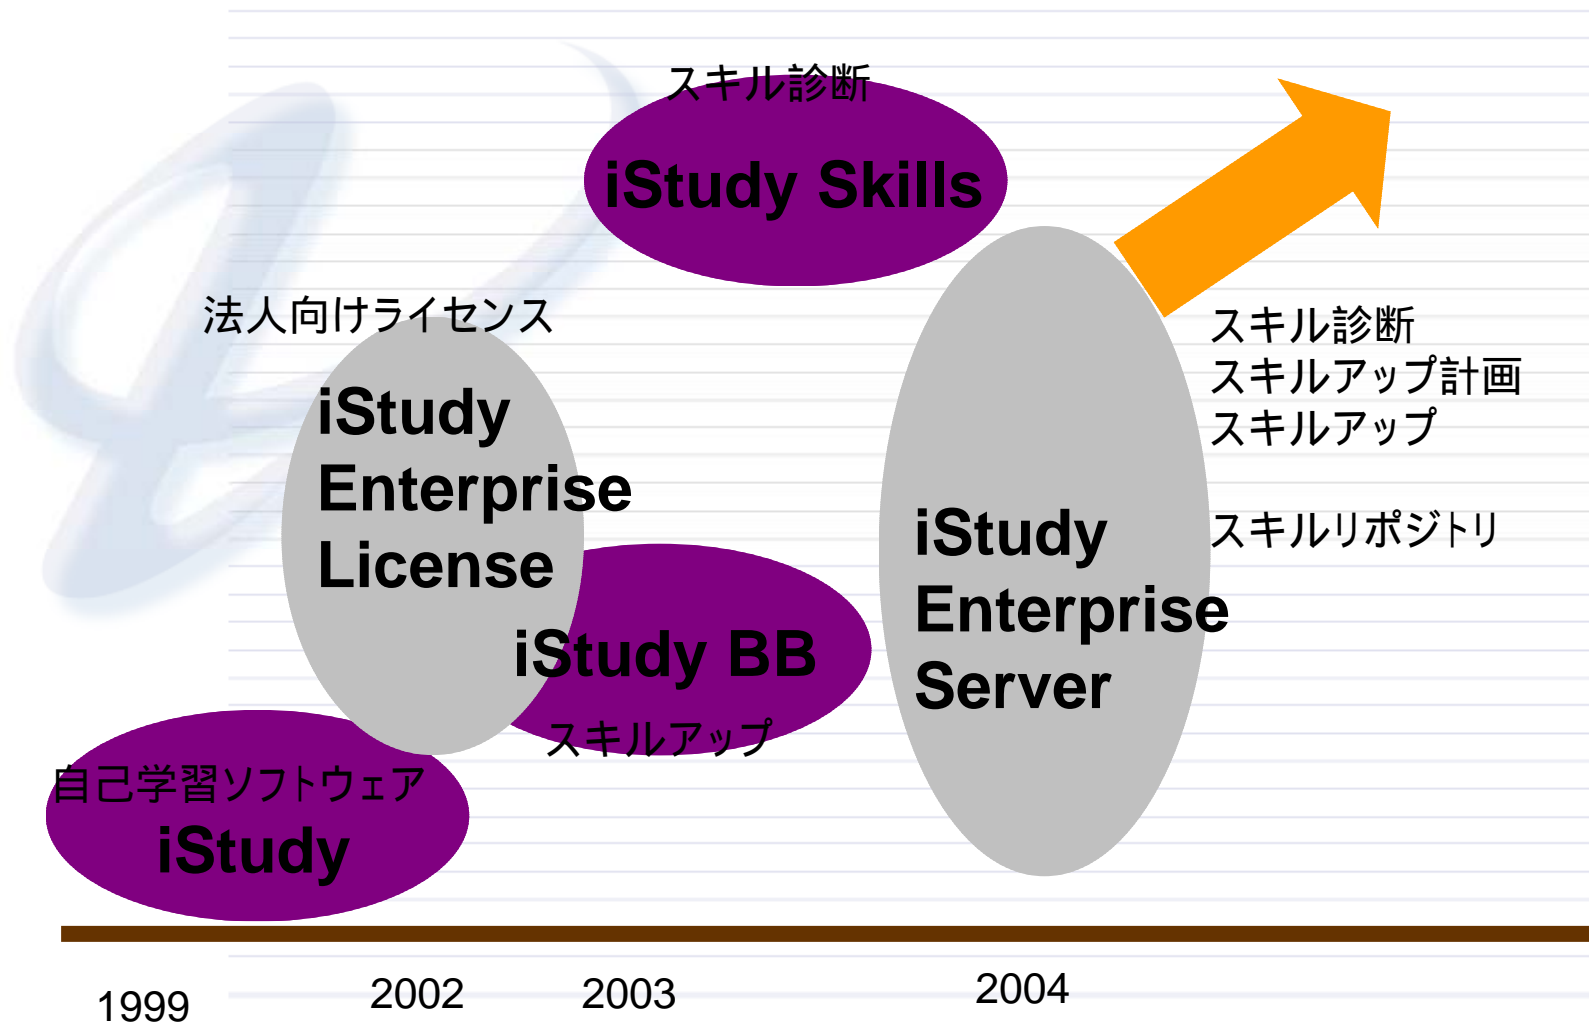 スキル診断
iStudy Skills
法人向けライセンス
iStudy
Enterprise
License
スキル診断
スキルアップ計画
スキルアップ
スキルリポジトリ
iStudy
Enterprise
Server
iStudy BB
スキルアップ
自己学習ソフトウェア
iStudy
1999
2002
2003
2004